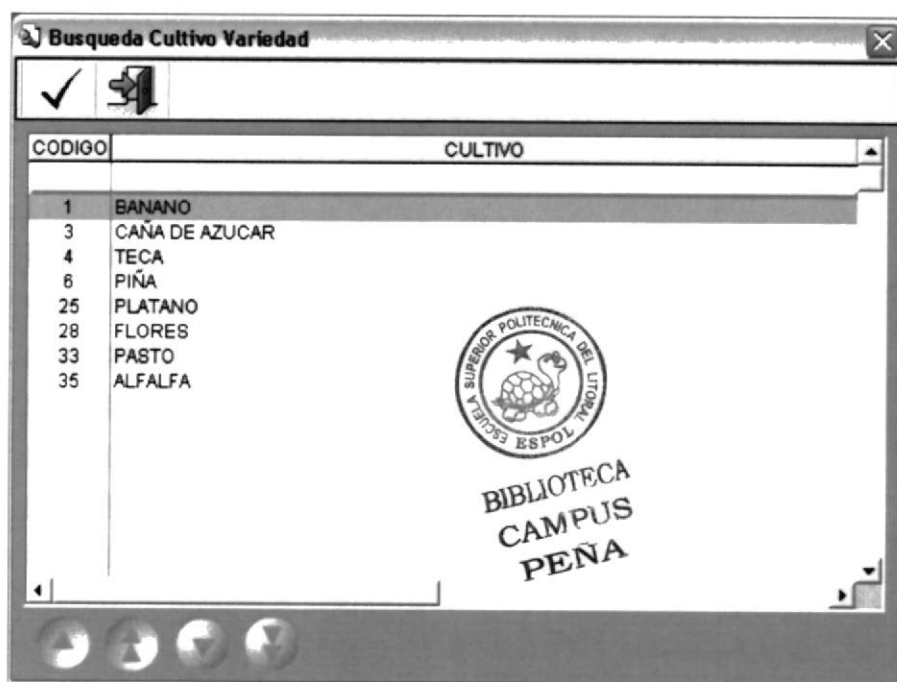 Busqueda Cultivo Variedad
CODIGO CULTIVO
1 BANANO
3 CAÑA DE AZUCAR
4 TECA
6 PIÑA
25 PLATANO
28 FLORES
33 PASTO
35 ALFALFA
ESCUELA SUPERIOR POLITECNICA DEL LITORAL
ESPOL
BIBLIOTECA
CAMPUS
PEÑA